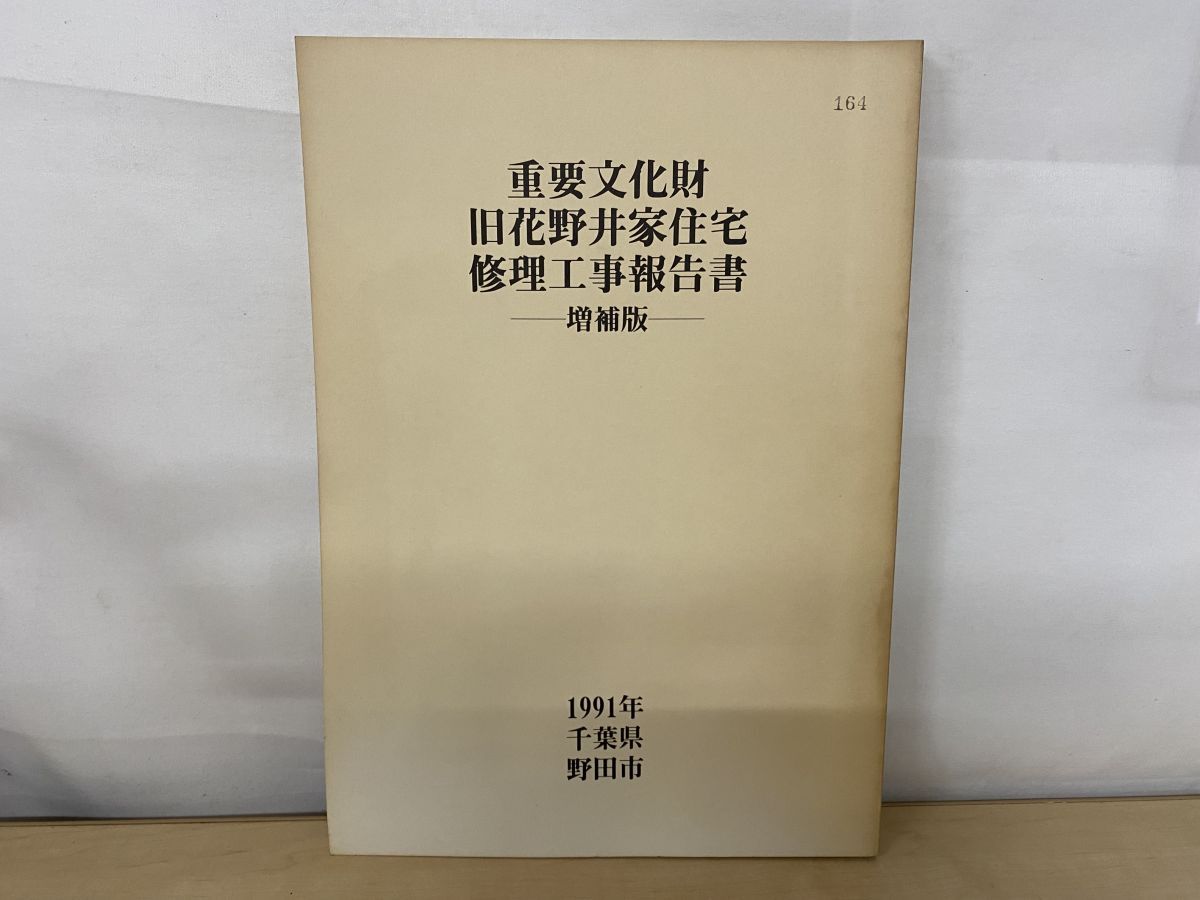 164
重要文化財
旧花野井家住宅
修理工事報告書
――増補版――
1991年
千葉県
野田市